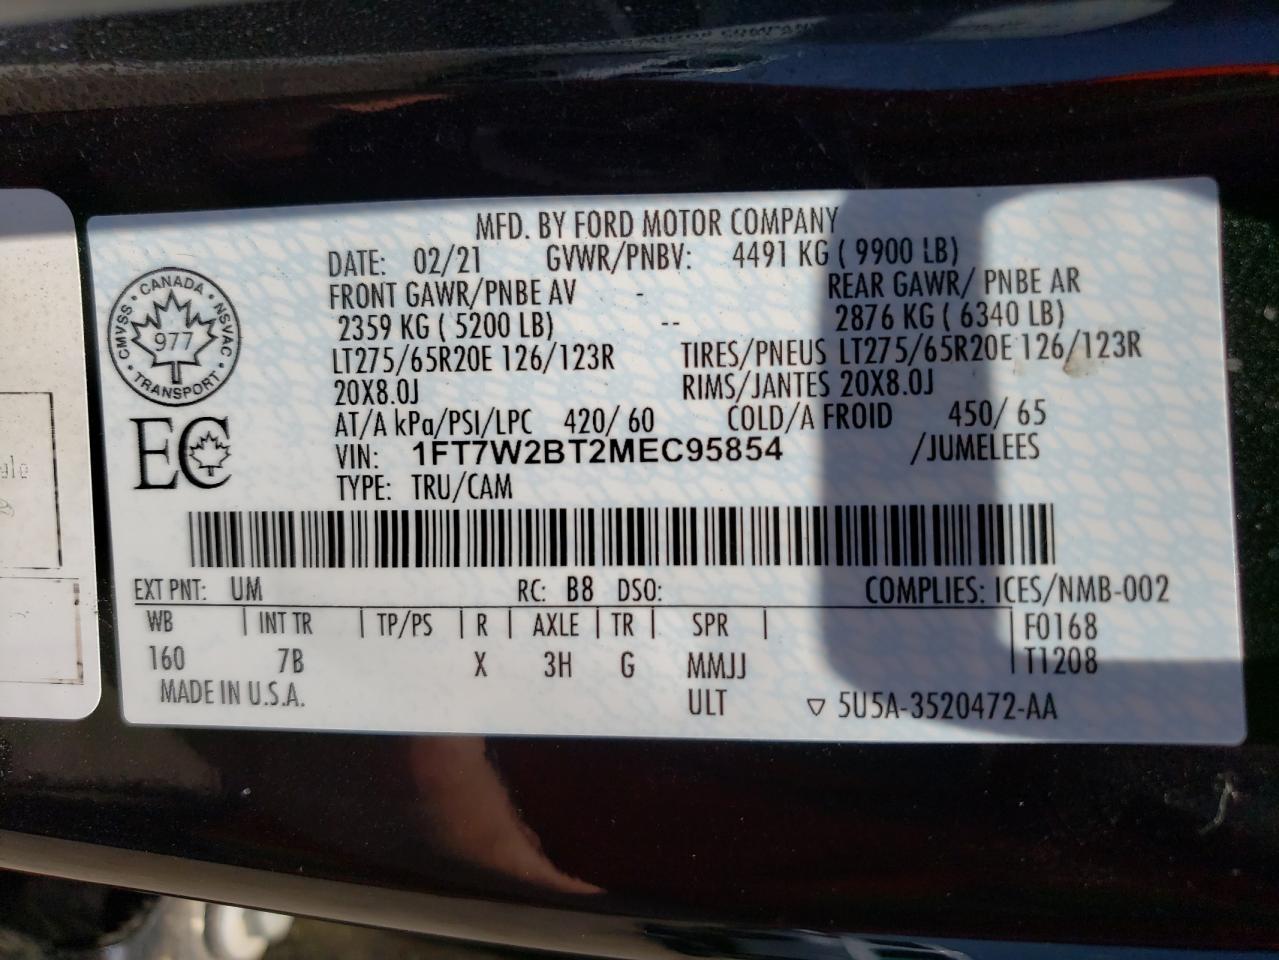 MFD. BY FORD MOTOR COMPANY
DATE: 02/21 GVWR/PNBV: 4491 KG ( 9900 LB)
FRONT GAWR/PNBE AV - REAR GAWR/ PNBE AR
2359 KG ( 5200 LB) -- 2876 KG ( 6340 LB)
LT275/65R20E 126/123R TIRES/PNEUS LT275/65R20E 126/123R
20X8.0J RIMS/JANTES 20X8.0J
AT/A kPa/PSI/LPC 420/ 60 COLD/A FROID 450/ 65
VIN: 1FT7W2BT2MEC95854 /JUMELEES
TYPE: TRU/CAM
CANADA
CMVSS NSVAC
977
TRANSPORT
EC
EXT PNT: UM RC: B8 DSO: COMPLIES: ICES/NMB-002
WB | INT TR | TP/PS | R | AXLE | TR | SPR | F0168
160 7B X 3H G MMJJ T1208
MADE IN U.S.A. ULT ▽ 5U5A-3520472-AA